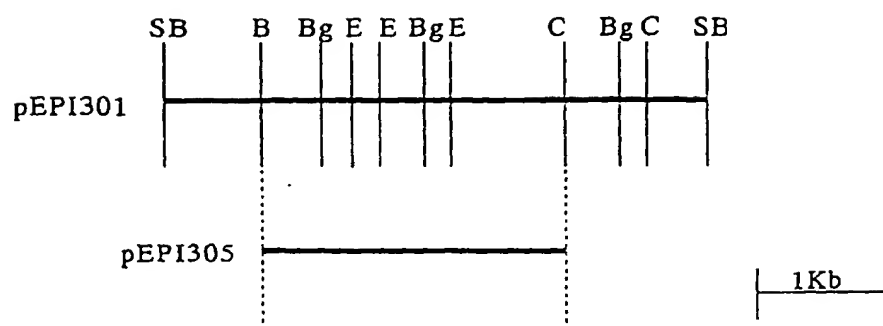 SB B Bg E E Bg E C Bg C SB
pEPI301
pEPI305
1Kb